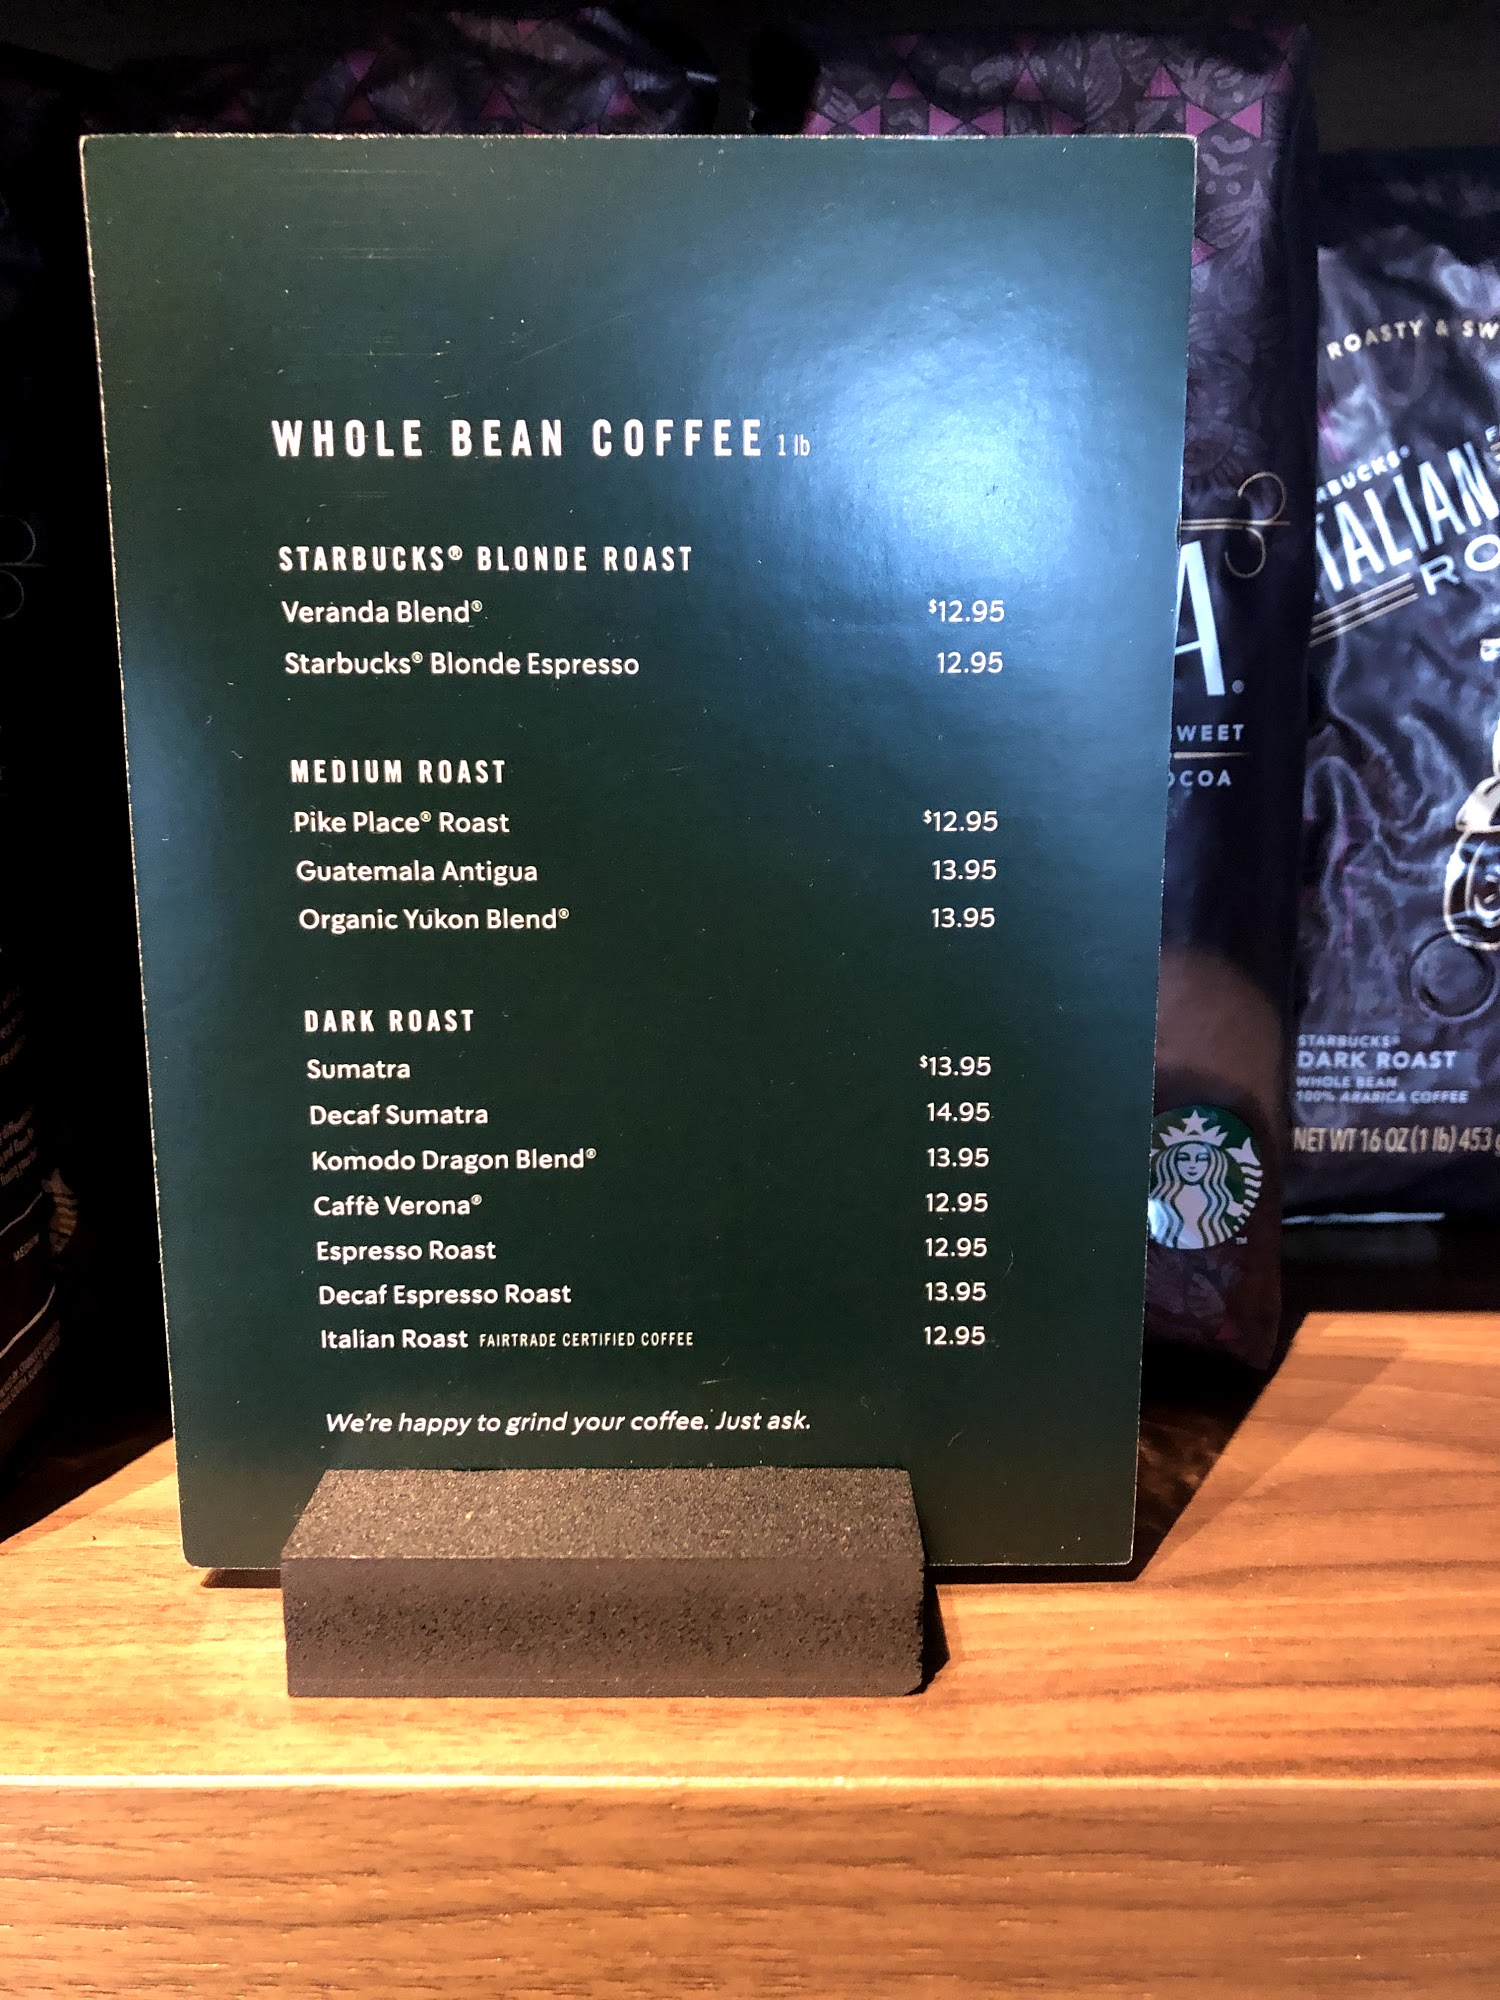 WHOLE BEAN COFFEE 1 lb
STARBUCKS® BLONDE ROAST
Veranda Blend® $12.95
Starbucks® Blonde Espresso 12.95
MEDIUM ROAST
Pike Place® Roast $12.95
Guatemala Antigua 13.95
Organic Yukon Blend® 13.95
DARK ROAST
Sumatra $13.95
Decaf Sumatra 14.95
Komodo Dragon Blend® 13.95
Caffè Verona® 12.95
Espresso Roast 12.95
Decaf Espresso Roast 13.95
Italian Roast FAIRTRADE CERTIFIED COFFEE 12.95
We're happy to grind your coffee. Just ask.
A®
WEET
OCOA
TM
ROASTY & SW
RBUCKS®
ITALIAN
RO
STARBUCKS®
DARK ROAST
WHOLE BEAN
100% ARABICA COFFEE
NET WT 16 OZ (1 lb) 453
MEDIUM